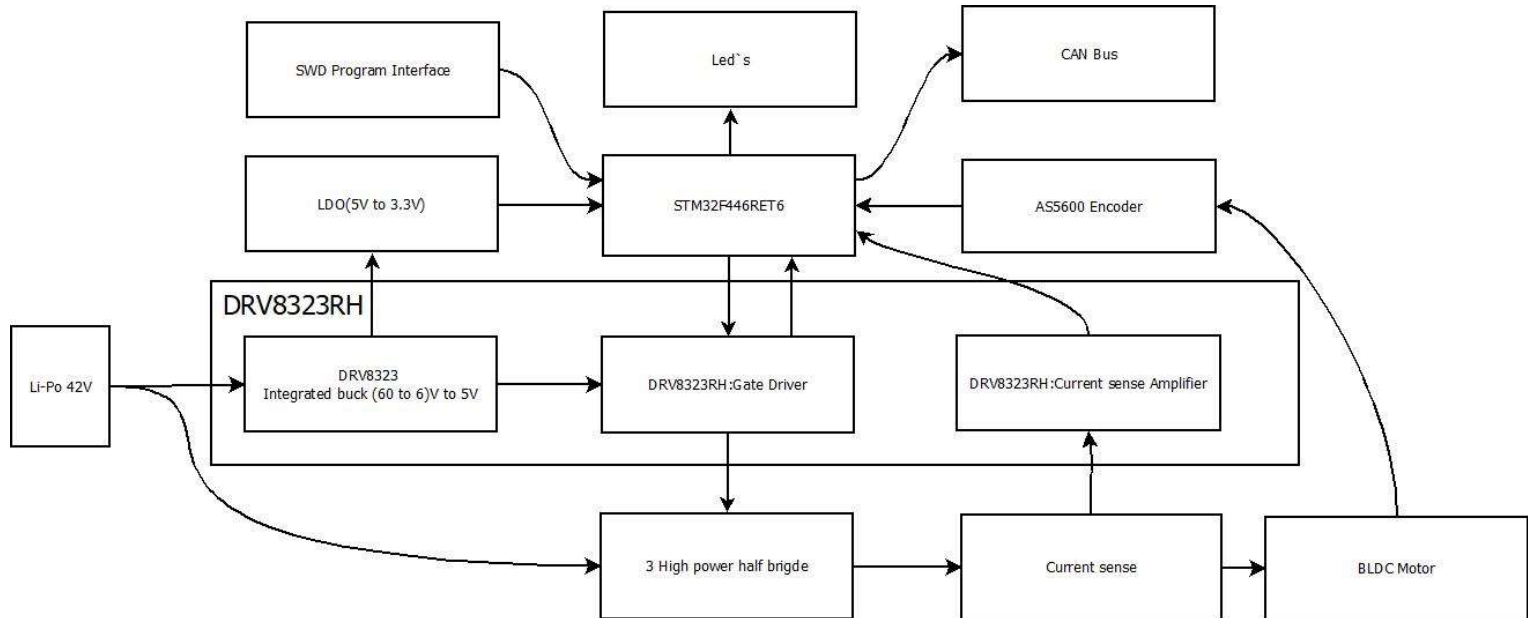 SWD Program Interface
Led`s
CAN Bus
LDO(5V to 3.3V)
STM32F446RET6
AS5600 Encoder
DRV8323RH
Li-Po 42V
DRV8323
Integrated buck (60 to 6)V to 5V
DRV8323RH:Gate Driver
DRV8323RH:Current sense Amplifier
3 High power half brigde
Current sense
BLDC Motor